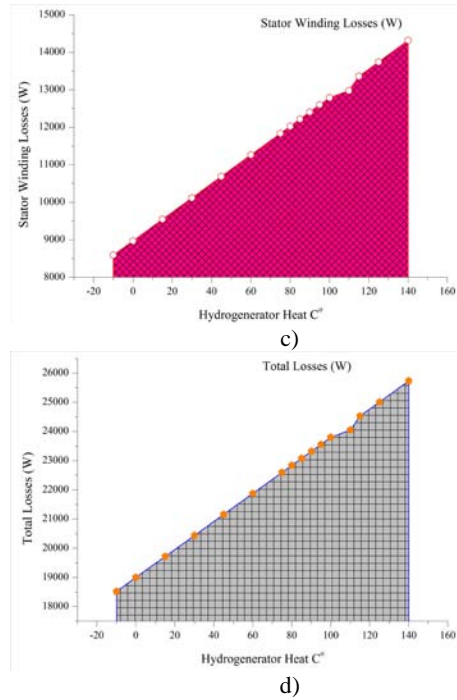 Stator Winding Losses (W)
15000
14000
13000
12000
11000
10000
9000
8000
Stator Winding Losses (W)
-20 0 20 40 60 80 100 120 140 160
Hydrogenerator Heat C°
c)
Total Losses (W)
26000
25000
24000
23000
22000
21000
20000
19000
18000
Total Losses (W)
-20 0 20 40 60 80 100 120 140 160
Hydrogenerator Heat C°
d)